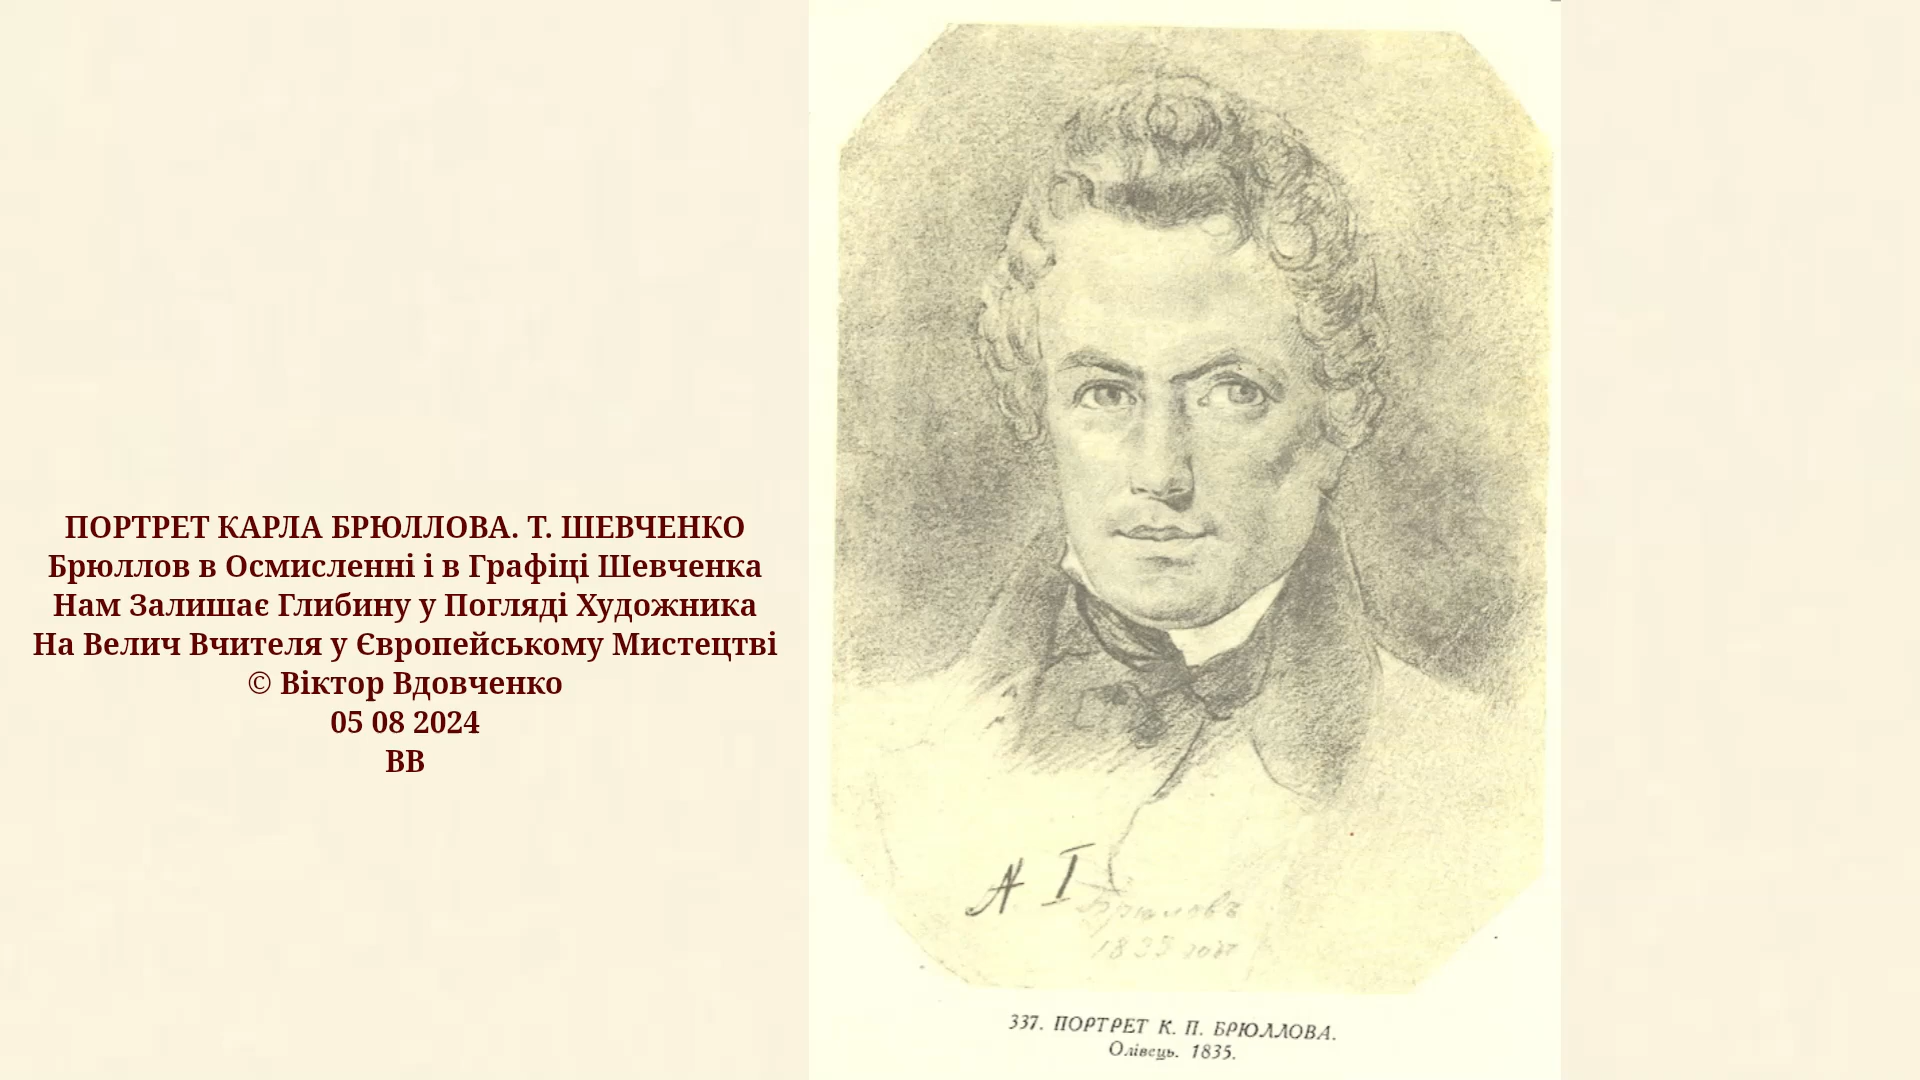 ПОРТРЕТ КАРЛА БРЮЛЛОВА. Т. ШЕВЧЕНКО
Брюллов в Осмисленні і в Графіці Шевченка
Нам Залишає Глибину у Погляді Художника
На Велич Вчителя у Європейському Мистецтві
© Віктор Вдовченко
05 08 2024
ВВ
А. I
Брюловъ
337. ПОРТРЕТ К. П. БРЮЛЛОВА.
Олівець. 1835.